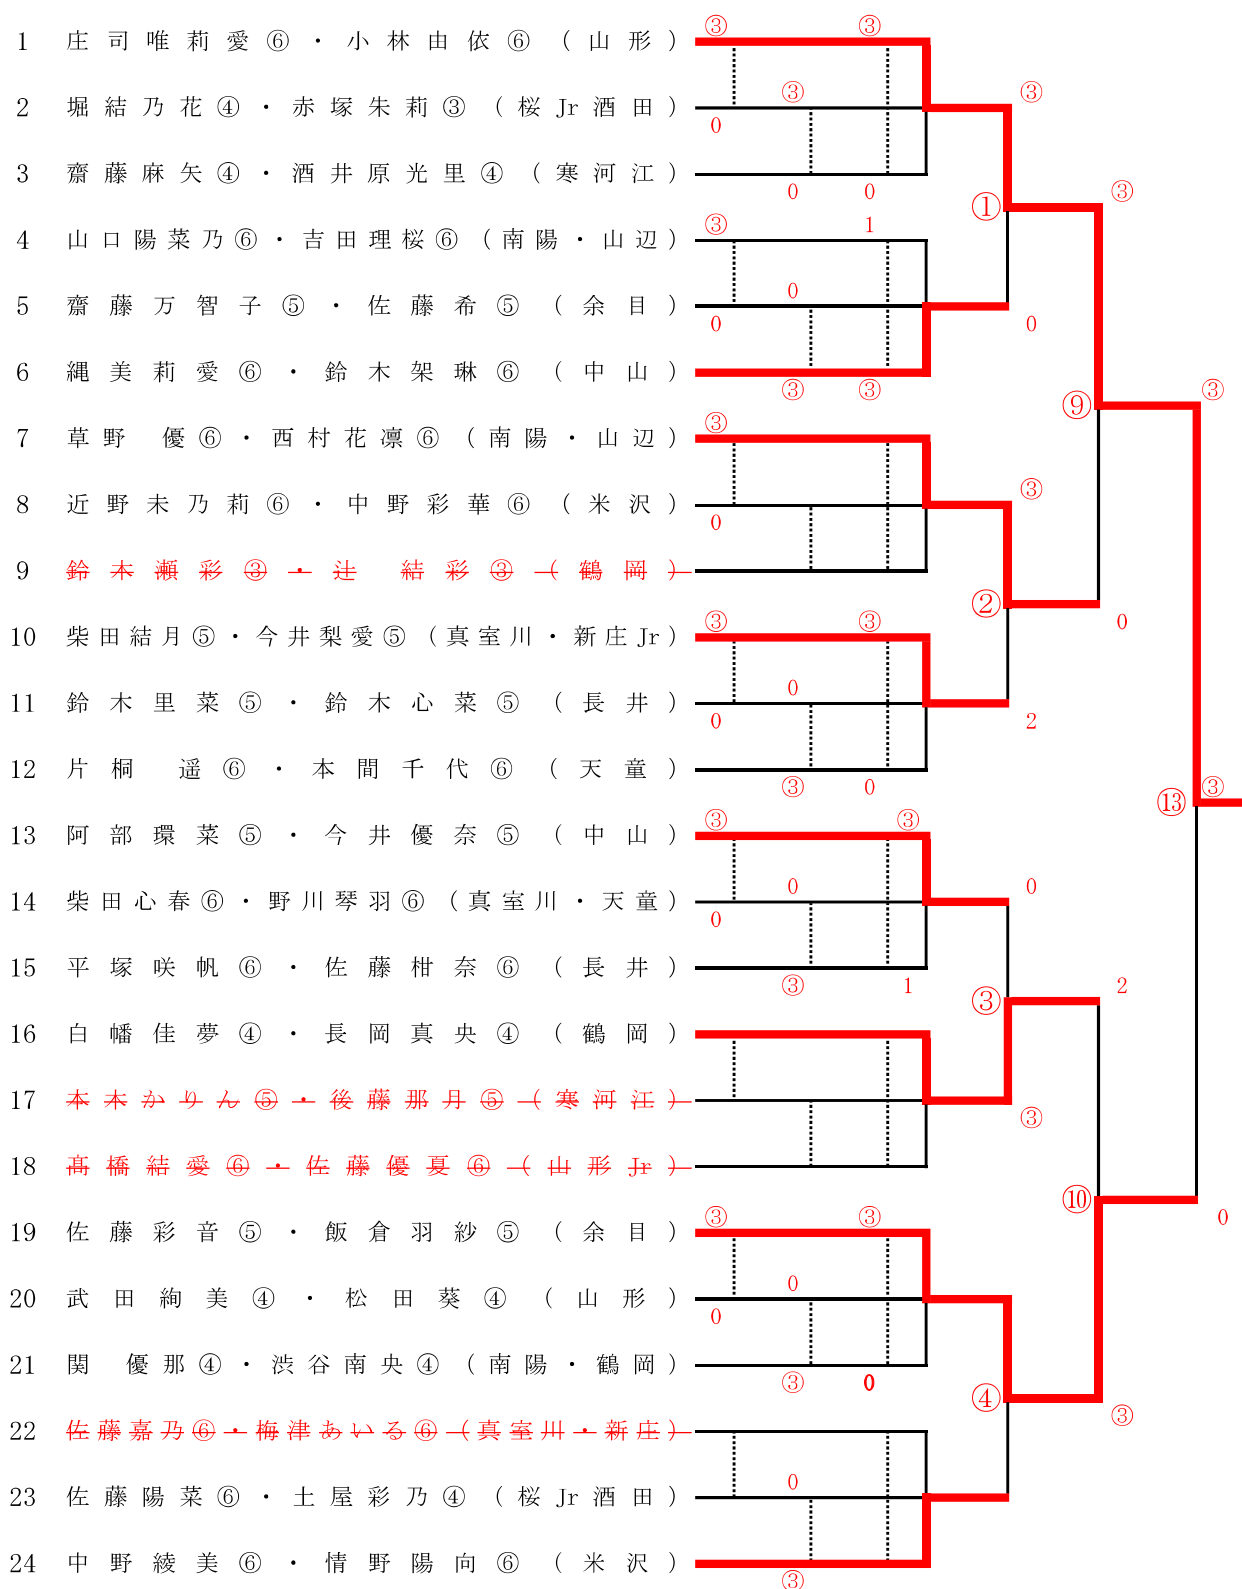 1 庄司唯莉愛⑥・小林由依⑥（山形） ③ ③
2 堀結乃花④・赤塚朱莉③（桜Jr酒田） 0 ③ ③
3 齋藤麻矢④・酒井原光里④（寒河江） 0 0
① ③
4 山口陽菜乃⑥・吉田理桜⑥（南陽・山辺） ③ 1
5 齋藤万智子⑤・佐藤希⑤（余目） 0 0 0
6 縄美莉愛⑥・鈴木架琳⑥（中山） ③ ③
⑨ ③
7 草野 優⑥・西村花凛⑥（南陽・山辺） ③
8 近野未乃莉⑥・中野彩華⑥（米沢） 0 ③
9 鈴木瀬彩③・辻 結彩③（鶴岡）
② 0
10 柴田結月⑤・今井梨愛⑤（真室川・新庄Jr） ③ ③
11 鈴木里菜⑤・鈴木心菜⑤（長井） 0 0 2
12 片桐 遥⑥・本間千代⑥（天童） ③ 0
⑬ ③
13 阿部環菜⑤・今井優奈⑤（中山） ③ ③
14 柴田心春⑥・野川琴羽⑥（真室川・天童） 0 0 0
15 平塚咲帆⑥・佐藤柑奈⑥（長井） ③ 1
③ 2
16 白幡佳夢④・長岡真央④（鶴岡）
17 本木かりん⑤・後藤那月⑤（寒河江） ③
18 髙橋結愛⑥・佐藤優夏⑥（山形Jr）
⑩ 0
19 佐藤彩音⑤・飯倉羽紗⑤（余目） ③ ③
20 武田絢美④・松田葵④（山形） 0 0
21 関 優那④・渋谷南央④（南陽・鶴岡） ③ 0
④ ③
22 佐藤嘉乃⑥・梅津あいる⑥（真室川・新庄）
23 佐藤陽菜⑥・土屋彩乃④（桜Jr酒田） 0
24 中野綾美⑥・情野陽向⑥（米沢） ③